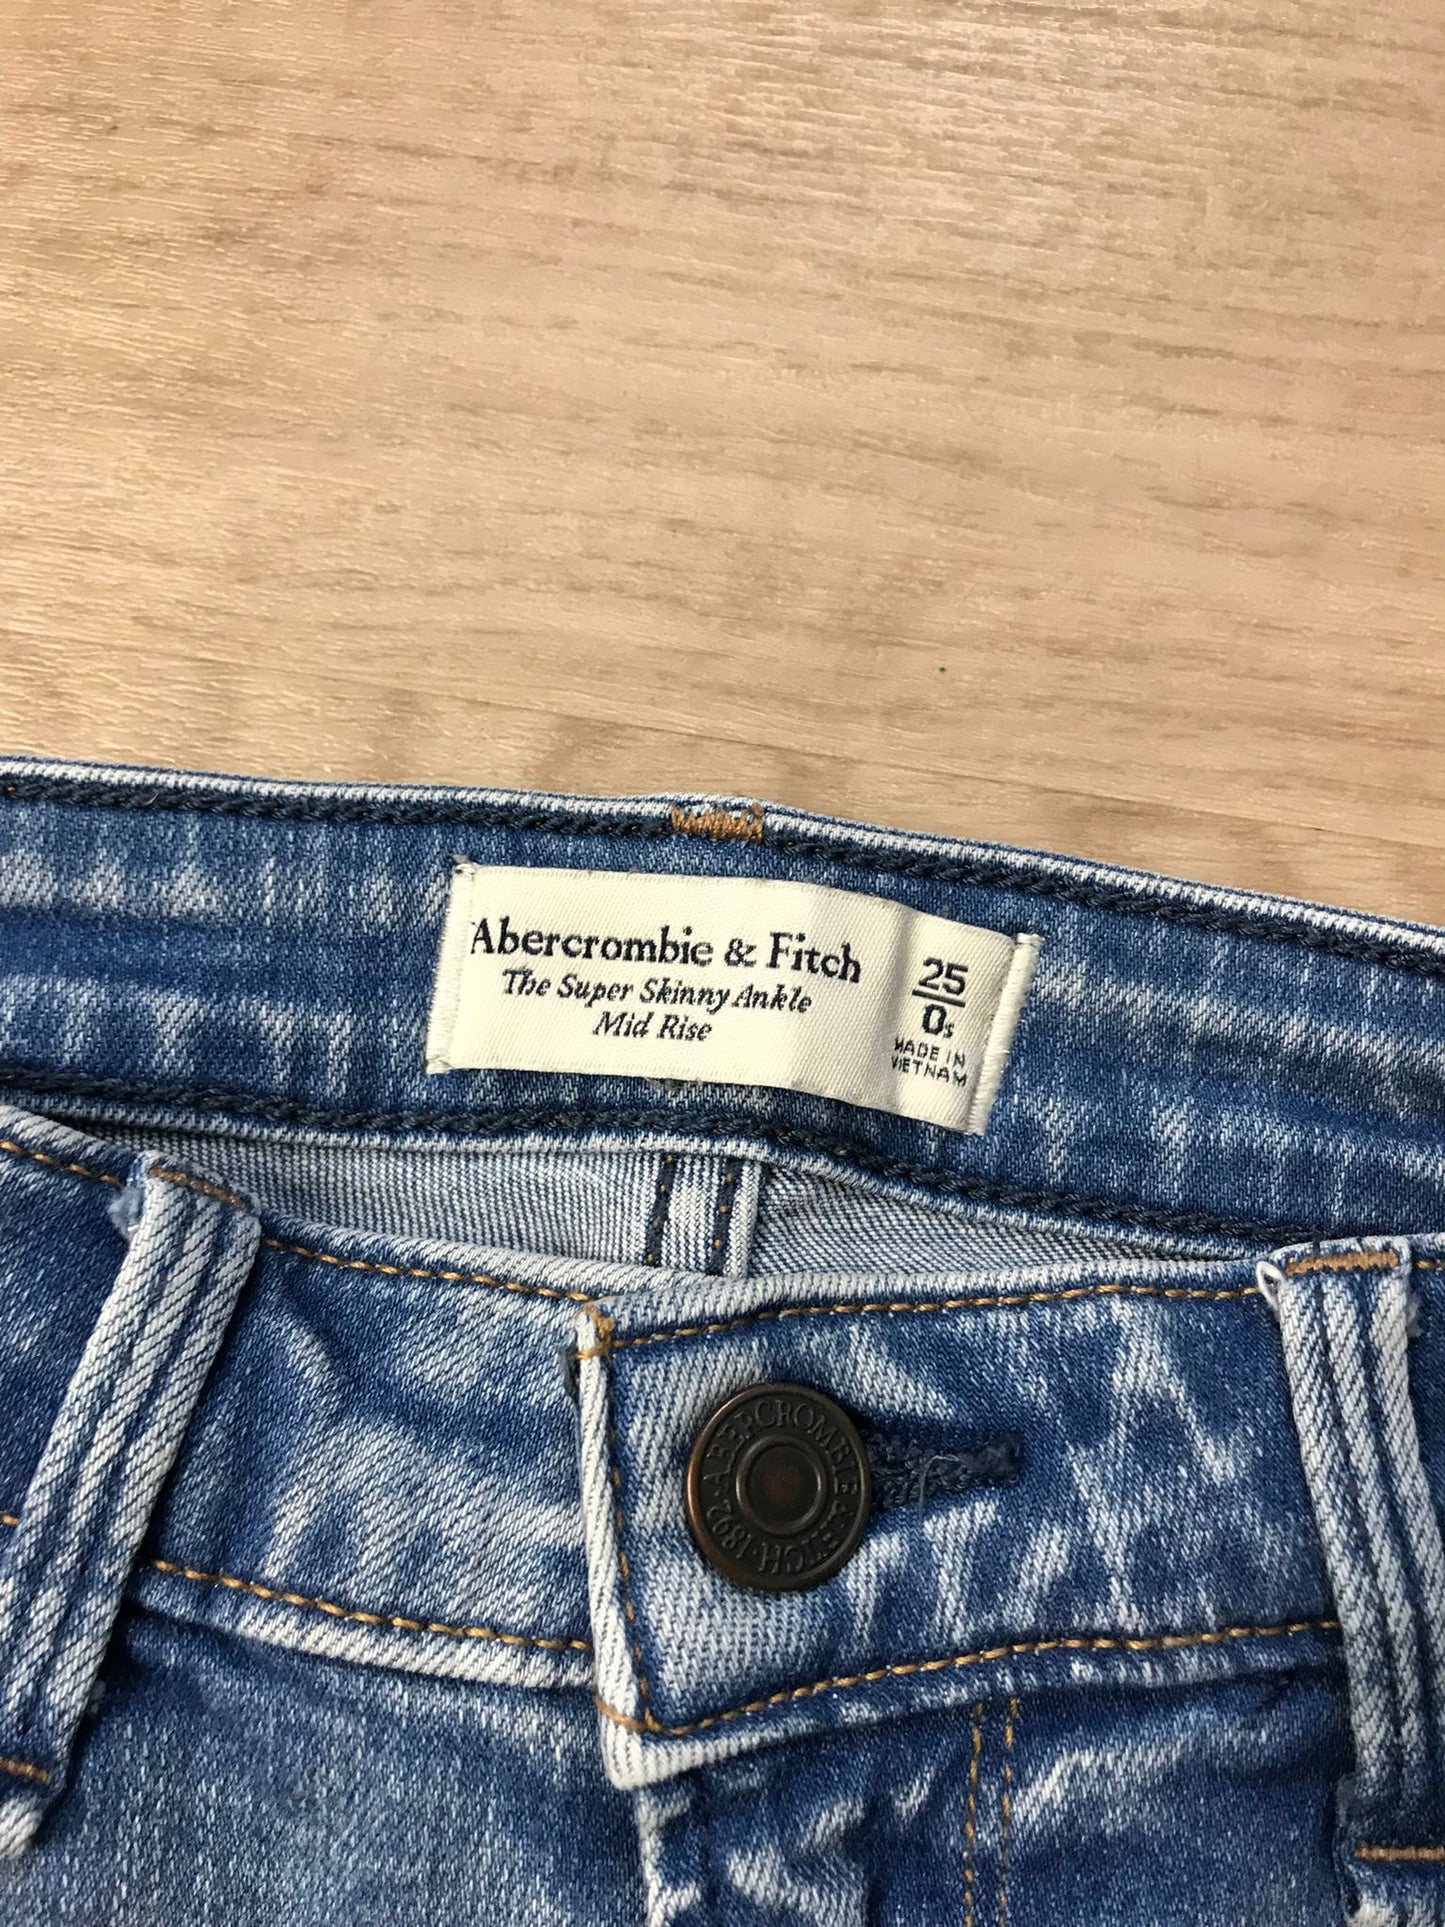 Abercrombie & Fitch
The Super Skinny Ankle
Mid Rise
25
0s
MADE IN
VIETNAM
ABERCROMBIE & FITCH · 1892 ·